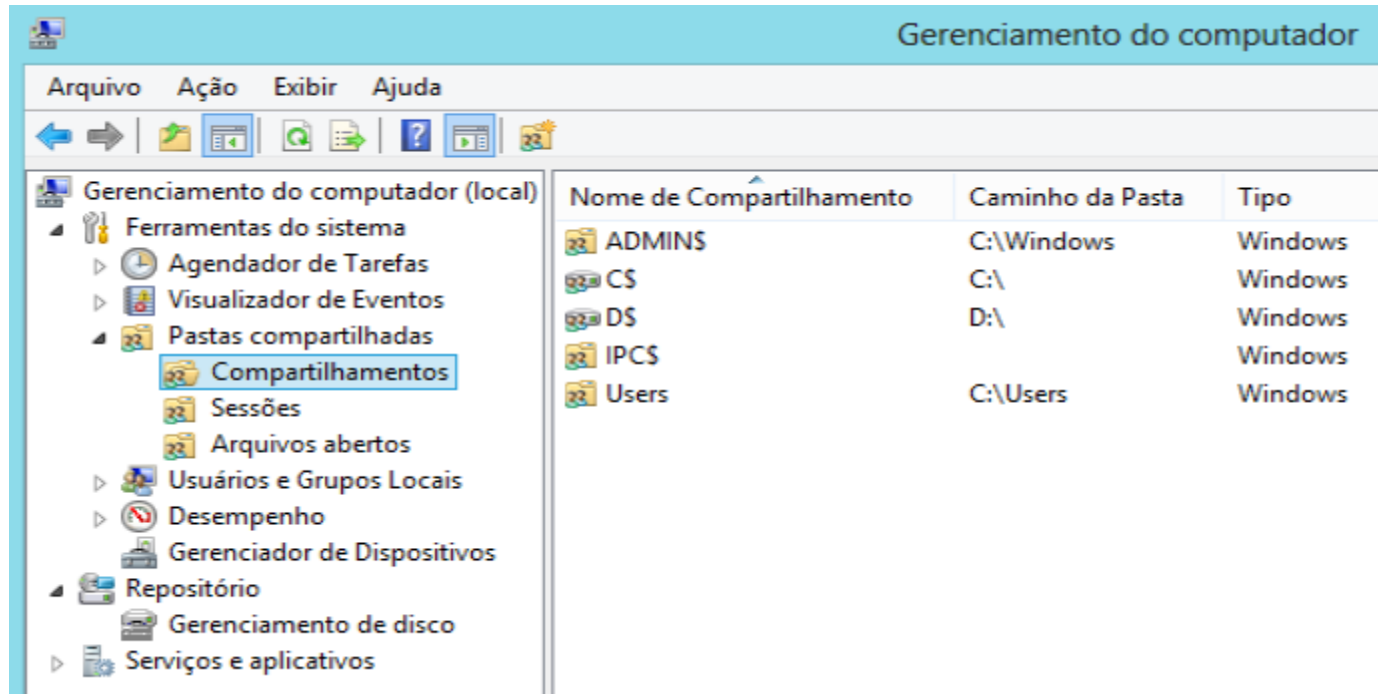 Gerenciamento do computador
Arquivo Ação Exibir Ajuda
Gerenciamento do computador (local)
Ferramentas do sistema
Agendador de Tarefas
Visualizador de Eventos
Pastas compartilhadas
Compartilhamentos
Sessões
Arquivos abertos
Usuários e Grupos Locais
Desempenho
Gerenciador de Dispositivos
Repositório
Gerenciamento de disco
Serviços e aplicativos
Nome de Compartilhamento Caminho da Pasta Tipo
ADMIN$ C:\Windows Windows
C$ C:\ Windows
D$ D:\ Windows
IPC$ Windows
Users C:\Users Windows